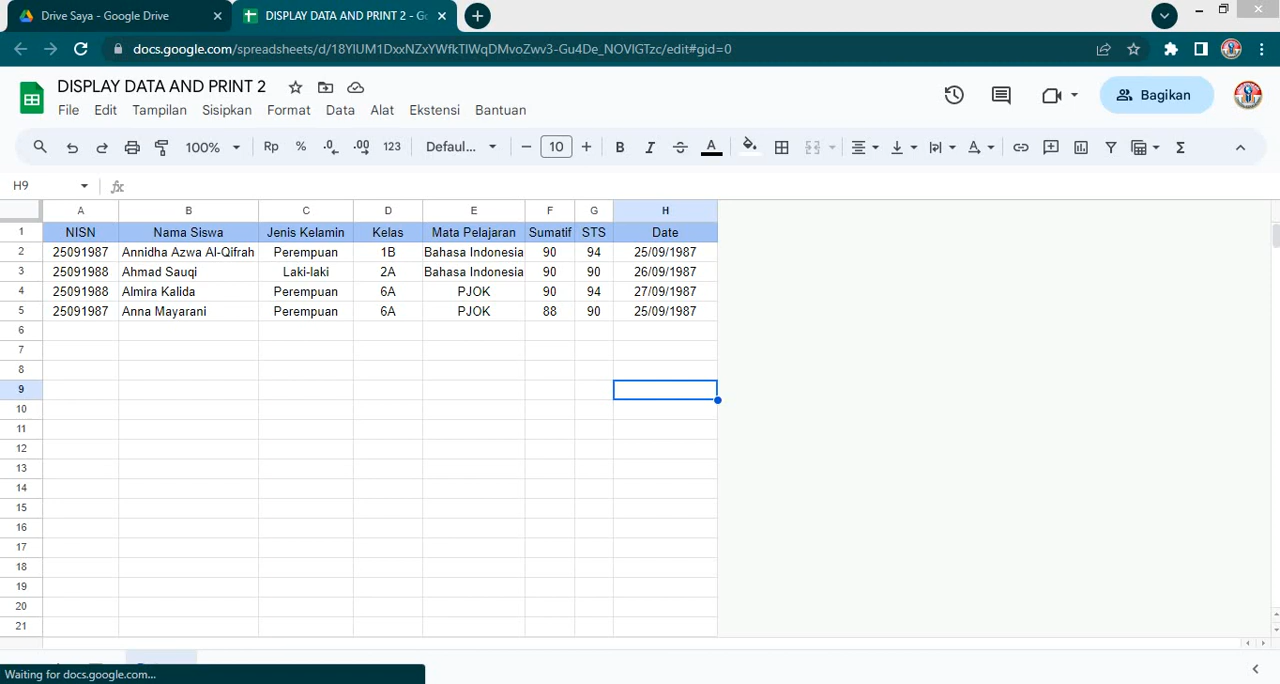 Drive Saya - Google Drive
DISPLAY DATA AND PRINT 2 - Go
docs.google.com/spreadsheets/d/18YlUM1DxxNZxYWfkTIWqDMvoZwv3-Gu4De_NOVIGTzc/edit#gid=0
DISPLAY DATA AND PRINT 2
File Edit Tampilan Sisipkan Format Data Alat Ekstensi Bantuan
Bagikan
100% Rp % .0 .00 123 Defaul... 10 B I A
H9 fx
A B C D E F G H
1 NISN Nama Siswa Jenis Kelamin Kelas Mata Pelajaran Sumatif STS Date
2 25091987 Annidha Azwa Al-Qifrah Perempuan 1B Bahasa Indonesia 90 94 25/09/1987
3 25091988 Ahmad Sauqi Laki-laki 2A Bahasa Indonesia 90 90 26/09/1987
4 25091988 Almira Kalida Perempuan 6A PJOK 90 94 27/09/1987
5 25091987 Anna Mayarani Perempuan 6A PJOK 88 90 25/09/1987
6
7
8
9
10
11
12
13
14
15
16
17
18
19
20
21
Waiting for docs.google.com...